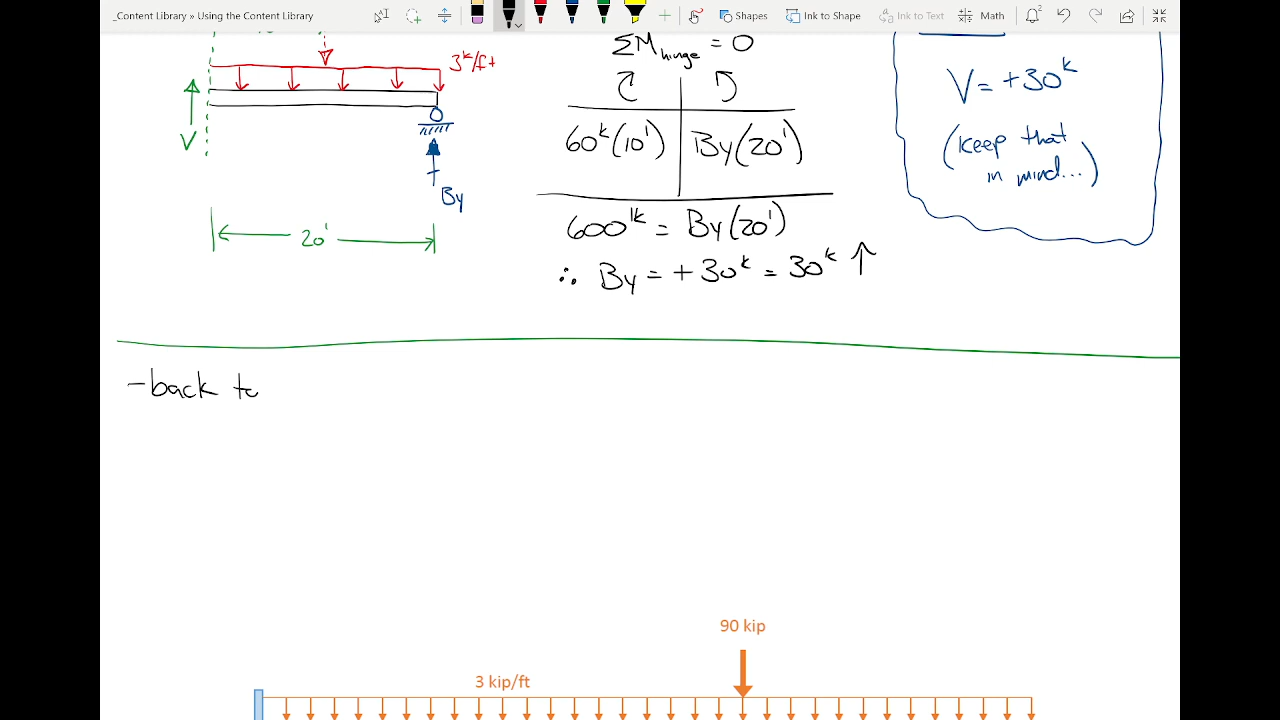 _Content Library » Using the Content Library
Shapes
Ink to Shape
Ink to Text
Math
3k/ft
V
By
20'
ΣMhinge = 0
60k(10') By(20')
600'k = By(20')
∴ By = +30k = 30k ↑
V = +30k
(keep that
in mind...)
-back to
90 kip
3 kip/ft